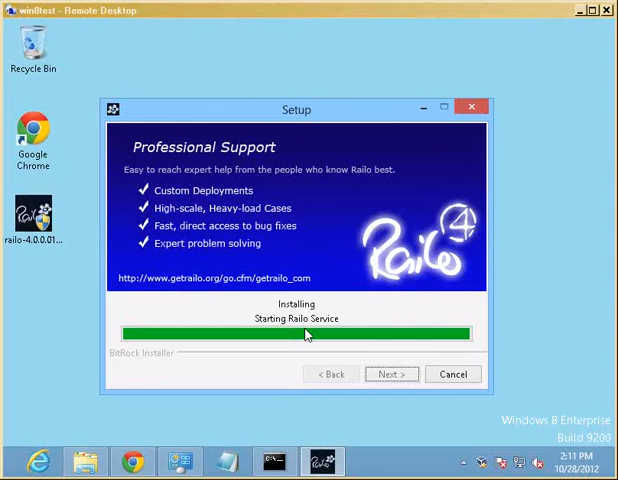 win8test - Remote Desktop
Recycle Bin
Google
Chrome
railo-4.0.0.01...
Setup
Professional Support
Easy to reach expert help from the people who know Railo best.
Custom Deployments
High-scale, Heavy-load Cases
Fast, direct access to bug fixes
Expert problem solving
Railo 4
http://www.getrailo.org/go.cfm/getrailo_com
Installing
Starting Railo Service
BitRock Installer
< Back
Next >
Cancel
Windows 8 Enterprise
Build 9200
2:11 PM
10/28/2012